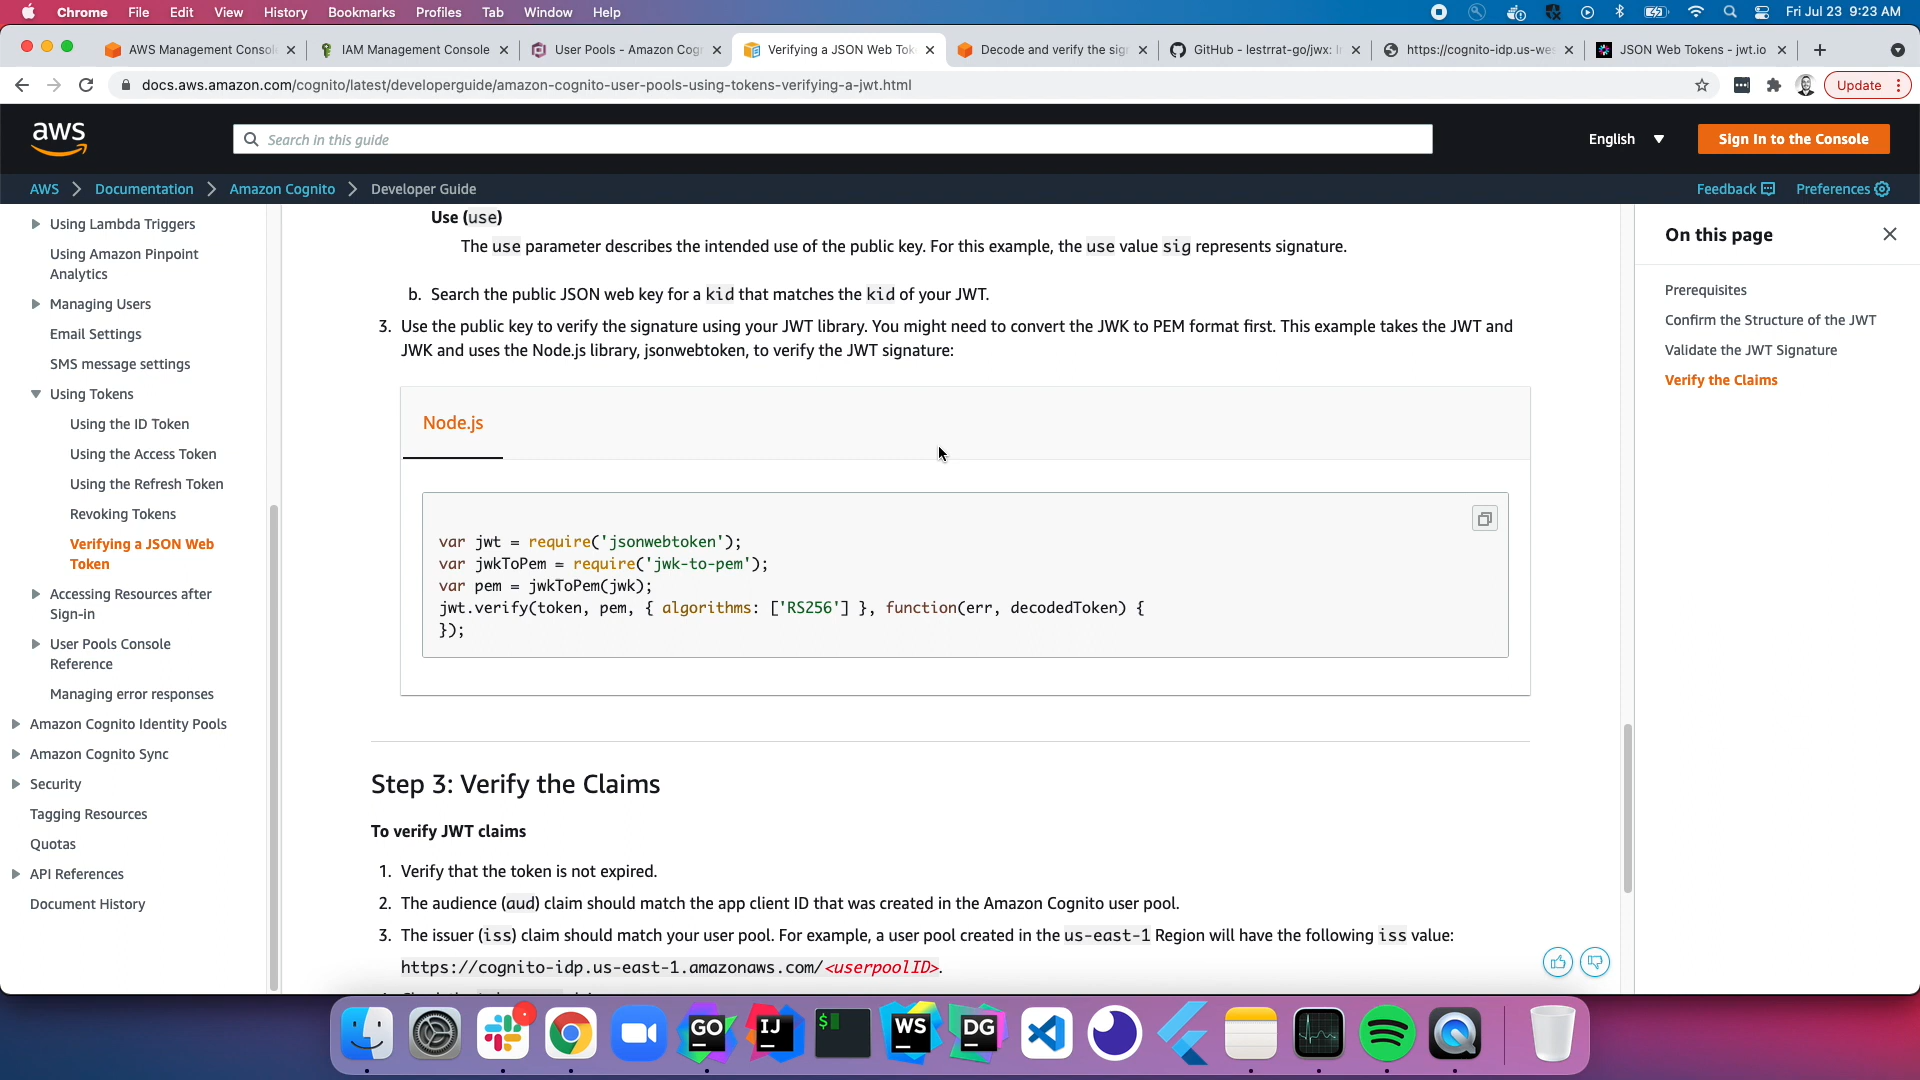 Chrome File Edit View History Bookmarks Profiles Tab Window Help Fri Jul 23 9:23 AM
AWS Management Consol
IAM Management Console
User Pools - Amazon Cog
Verifying a JSON Web Tok
Decode and verify the sig
GitHub - lestrrat-go/jwx: I
https://cognito-idp.us-wes
JSON Web Tokens - jwt.io
docs.aws.amazon.com/cognito/latest/developerguide/amazon-cognito-user-pools-using-tokens-verifying-a-jwt.html
Update
aws
Search in this guide
English
Sign In to the Console
AWS Documentation Amazon Cognito Developer Guide
Feedback Preferences
Using Lambda Triggers
Using Amazon Pinpoint
Analytics
Managing Users
Email Settings
SMS message settings
Using Tokens
Using the ID Token
Using the Access Token
Using the Refresh Token
Revoking Tokens
Verifying a JSON Web
Token
Accessing Resources after
Sign-in
User Pools Console
Reference
Managing error responses
Amazon Cognito Identity Pools
Amazon Cognito Sync
Security
Tagging Resources
Quotas
API References
Document History
Use (use)
The use parameter describes the intended use of the public key. For this example, the use value sig represents signature.
b. Search the public JSON web key for a kid that matches the kid of your JWT.
3. Use the public key to verify the signature using your JWT library. You might need to convert the JWK to PEM format first. This example takes the JWT and
JWK and uses the Node.js library, jsonwebtoken, to verify the JWT signature:
Node.js
var jwt = require('jsonwebtoken');
var jwkToPem = require('jwk-to-pem');
var pem = jwkToPem(jwk);
jwt.verify(token, pem, { algorithms: ['RS256'] }, function(err, decodedToken) {
});
Step 3: Verify the Claims
To verify JWT claims
1. Verify that the token is not expired.
2. The audience (aud) claim should match the app client ID that was created in the Amazon Cognito user pool.
3. The issuer (iss) claim should match your user pool. For example, a user pool created in the us-east-1 Region will have the following iss value:
https://cognito-idp.us-east-1.amazonaws.com/<userpoolID>.
On this page
Prerequisites
Confirm the Structure of the JWT
Validate the JWT Signature
Verify the Claims
GO
IJ
$
WS
DG